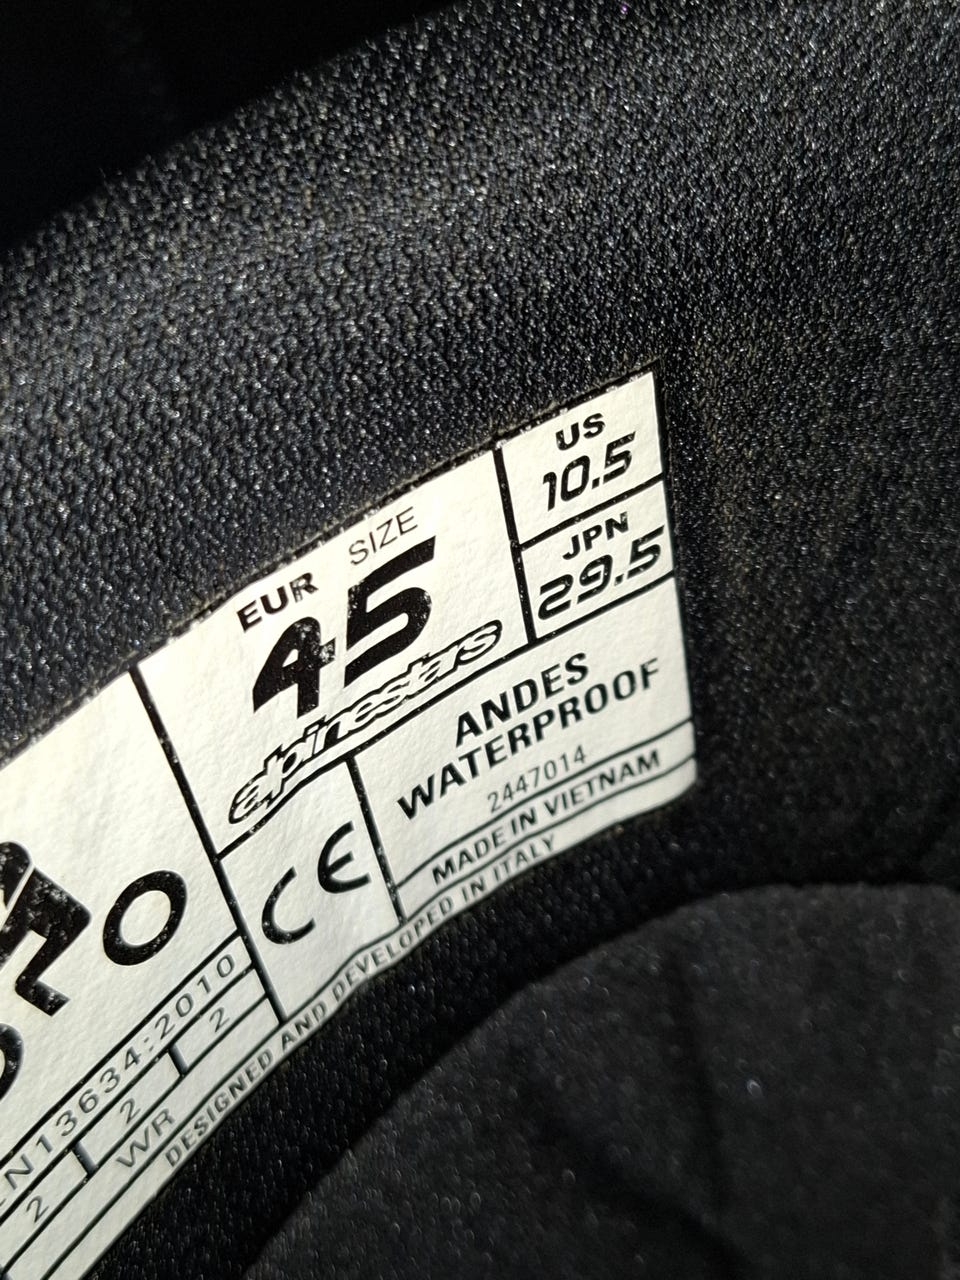 EUR SIZE
45
alpinestars
US
10.5
JPN
29.5
ANDES
WATERPROOF
2447014
MADE IN VIETNAM
CE
DESIGNED AND DEVELOPED IN ITALY
EN13634:2010
2 2 2
WR